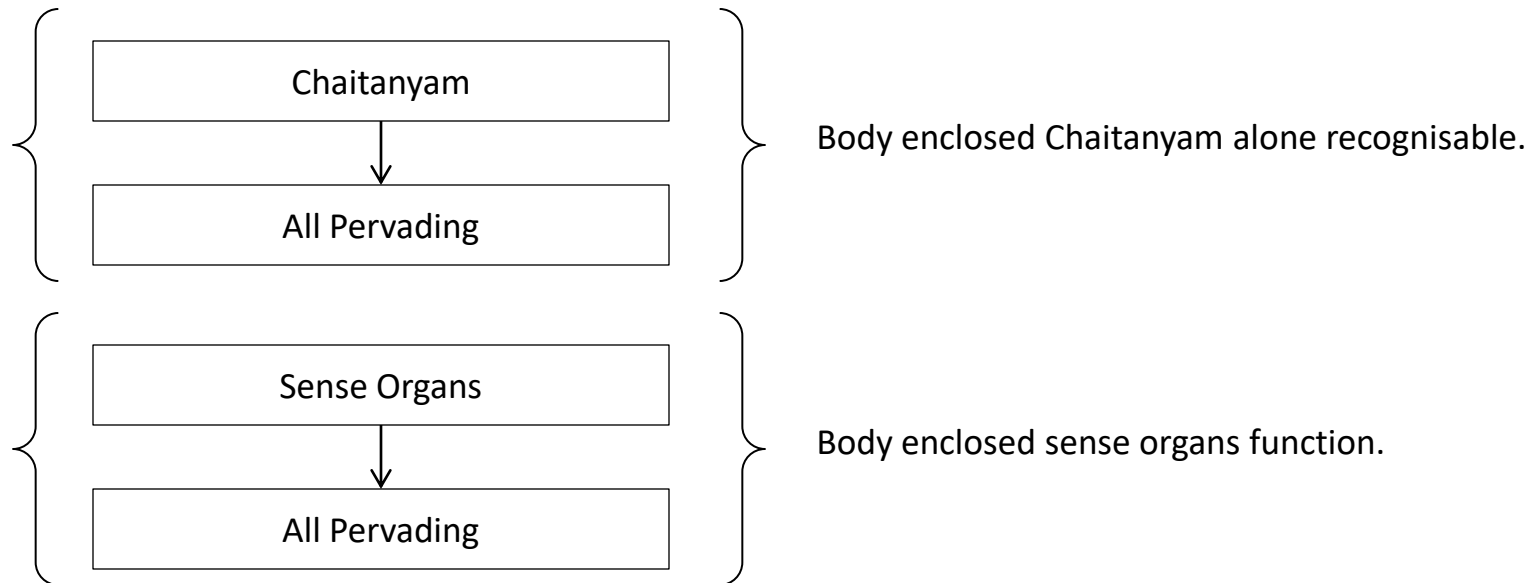 Chaitanyam
All Pervading
Body enclosed Chaitanyam alone recognisable.
Sense Organs
All Pervading
Body enclosed sense organs function.